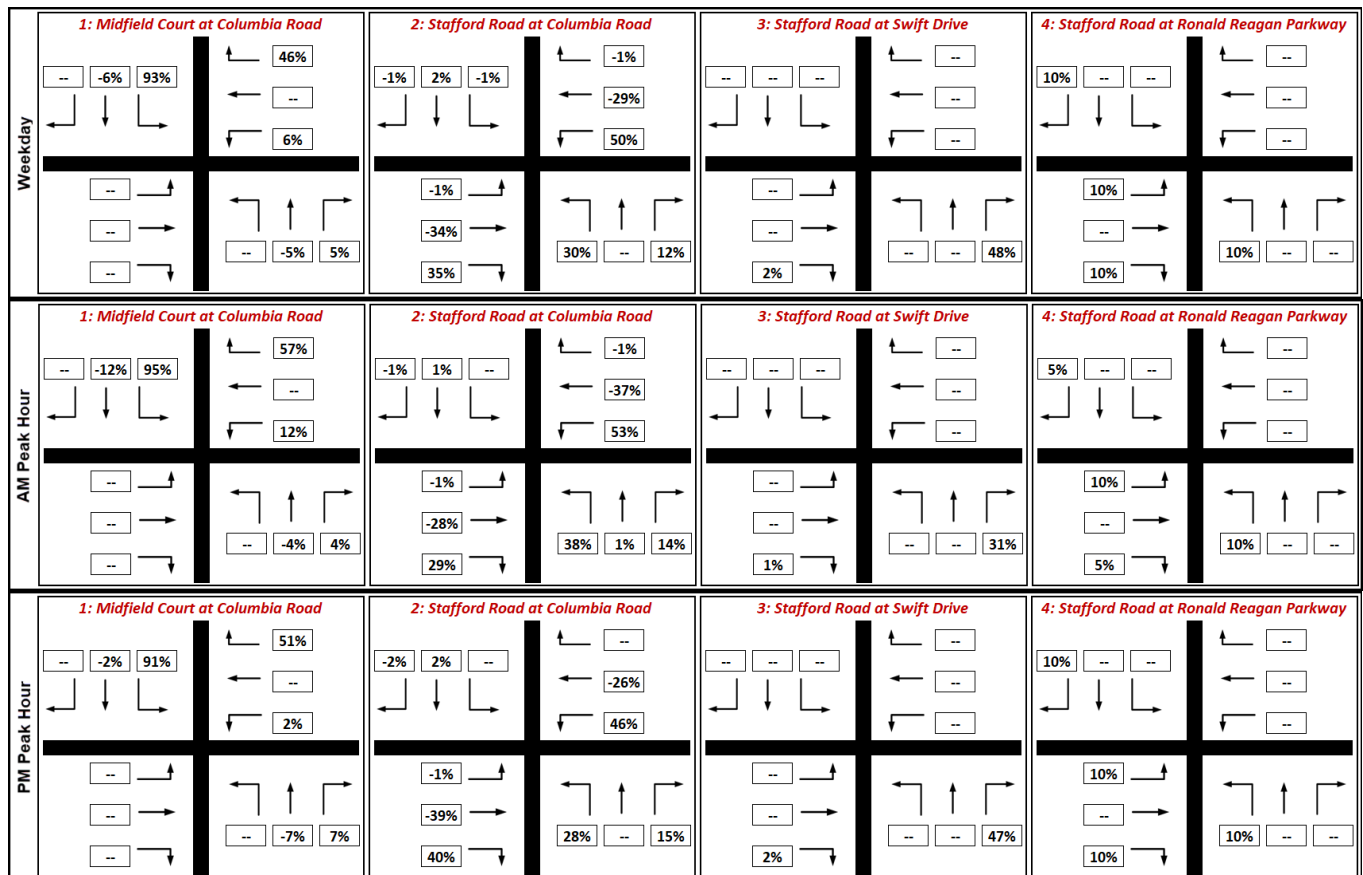 1: Midfield Court at Columbia Road
2: Stafford Road at Columbia Road
3: Stafford Road at Swift Drive
4: Stafford Road at Ronald Reagan Parkway
Weekday
46%
-- -6% 93%
--
6%
--
--
-- -5% 5%
--
-1%
-1% 2% -1%
-29%
50%
-1%
-34%
30% -- 12%
35%
--
-- -- --
--
--
--
--
-- -- 48%
2%
--
10% -- --
--
--
10%
--
10% -- --
10%
AM Peak Hour
1: Midfield Court at Columbia Road
2: Stafford Road at Columbia Road
3: Stafford Road at Swift Drive
4: Stafford Road at Ronald Reagan Parkway
57%
-- -12% 95%
--
12%
--
--
-- -4% 4%
--
-1%
-1% 1% --
-37%
53%
-1%
-28%
38% 1% 14%
29%
--
-- -- --
--
--
--
--
-- -- 31%
1%
--
5% -- --
--
--
10%
--
10% -- --
5%
PM Peak Hour
1: Midfield Court at Columbia Road
2: Stafford Road at Columbia Road
3: Stafford Road at Swift Drive
4: Stafford Road at Ronald Reagan Parkway
51%
-- -2% 91%
--
2%
--
--
-- -7% 7%
--
--
-2% 2% --
-26%
46%
-1%
-39%
28% -- 15%
40%
--
-- -- --
--
--
--
--
-- -- 47%
2%
--
10% -- --
--
--
10%
--
10% -- --
10%